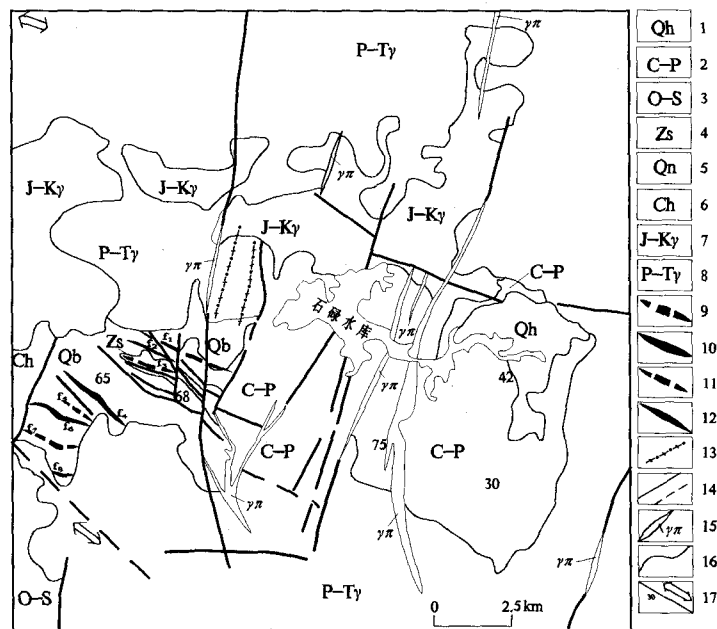 γπ
P-Tγ
J-Kγ
J-Kγ
γπ
J-Kγ
J-Kγ
P-Tγ
γπ
C-P
石碌水库
γπ
Qh
Ch
Qb
Zs
Qb
65
68
42
C-P
γπ
75
C-P
C-P
30
γπ
γπ
γπ
O-S
P-Tγ
0 2.5 km
Qh 1
C-P 2
O-S 3
Zs 4
Qn 5
Ch 6
J-Kγ 7
P-Tγ 8
9
10
11
12
13
14
γπ 15
16
30 17